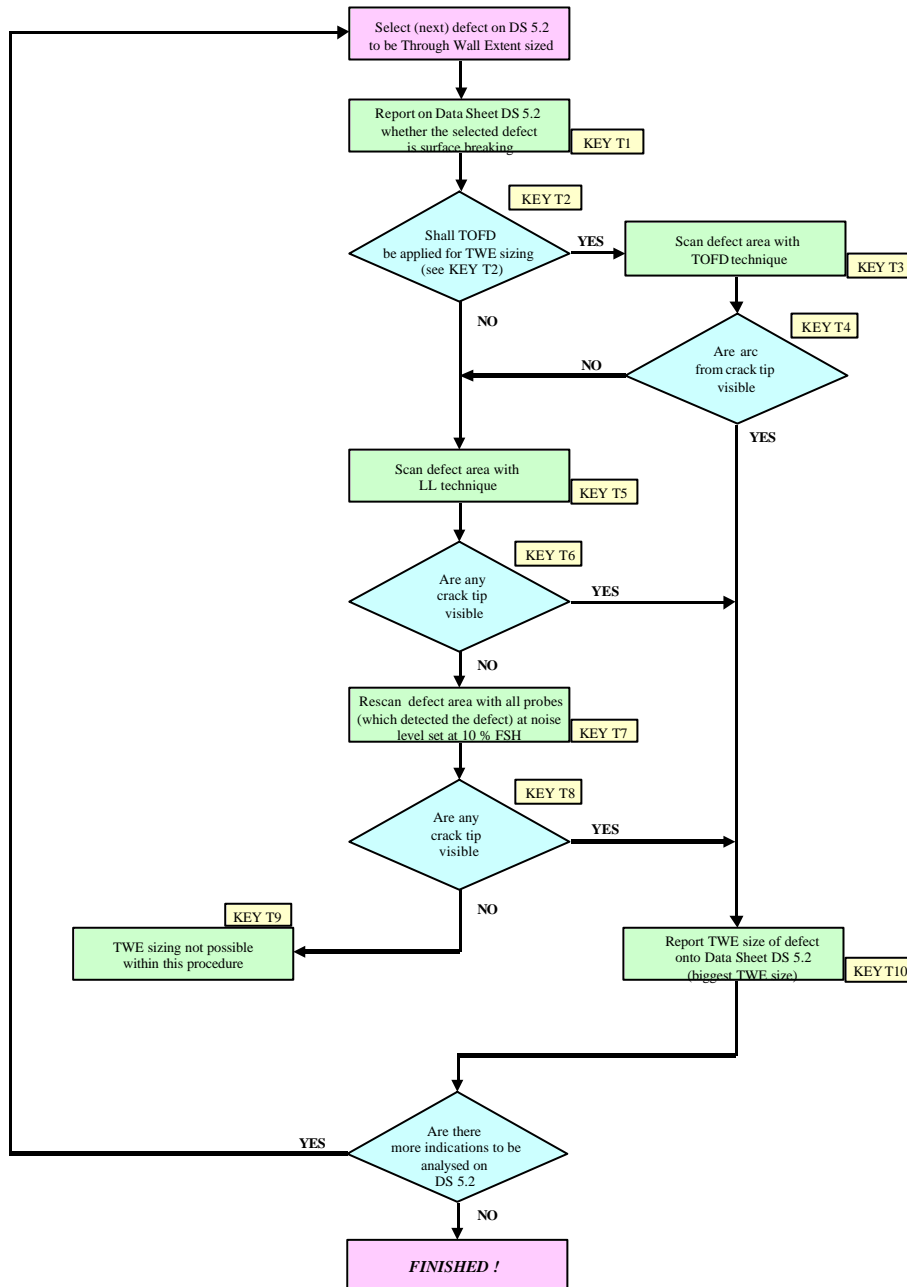 Select (next) defect on DS 5.2
to be Through Wall Extent sized
Report on Data Sheet DS 5.2
whether the selected defect
is surface breaking
KEY T1
KEY T2
Shall TOFD
be applied for TWE sizing
(see KEY T2)
YES
NO
Scan defect area with
TOFD technique
KEY T3
KEY T4
Are arc
from crack tip
visible
NO
YES
Scan defect area with
LL technique
KEY T5
KEY T6
Are any
crack tip
visible
YES
NO
Rescan defect area with all probes
(which detected the defect) at noise
level set at 10 % FSH
KEY T7
KEY T8
Are any
crack tip
visible
YES
NO
KEY T9
TWE sizing not possible
within this procedure
Report TWE size of defect
onto Data Sheet DS 5.2
(biggest TWE size)
KEY T10
Are there
more indications to be
analysed on
DS 5.2
YES
NO
FINISHED !